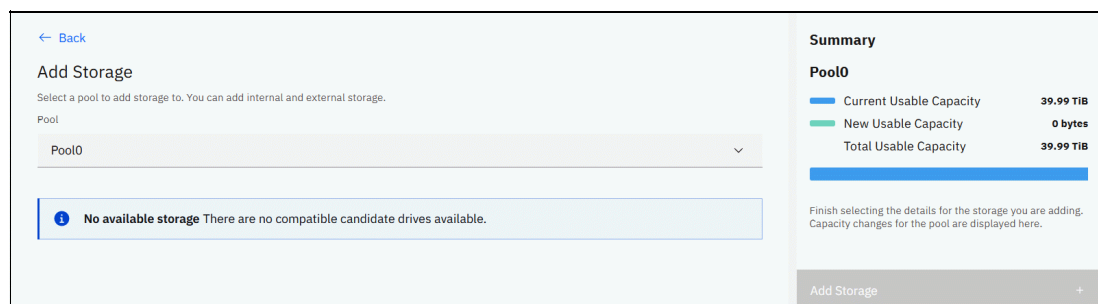 ← Back
Add Storage
Select a pool to add storage to. You can add internal and external storage.
Pool
Pool0
No available storage There are no compatible candidate drives available.
Summary
Pool0
Current Usable Capacity 39.99 TiB
New Usable Capacity 0 bytes
Total Usable Capacity 39.99 TiB
Finish selecting the details for the storage you are adding.
Capacity changes for the pool are displayed here.
Add Storage +